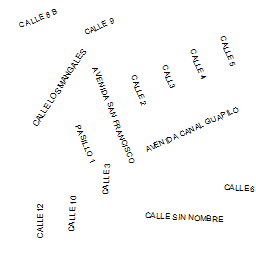 CALLE 8 B
CALLE 9
CALLE 5
CALLE 4
CALL3
CALLE LOS MANGALES
AVENIDA SAN FRANCISCO
CALLE 2
AVENIDA CANAL GUAPILO
PASILLO 1
CALLE 3
CALLE 6
CALLE 12
CALLE 10
CALLE SIN NOMBRE